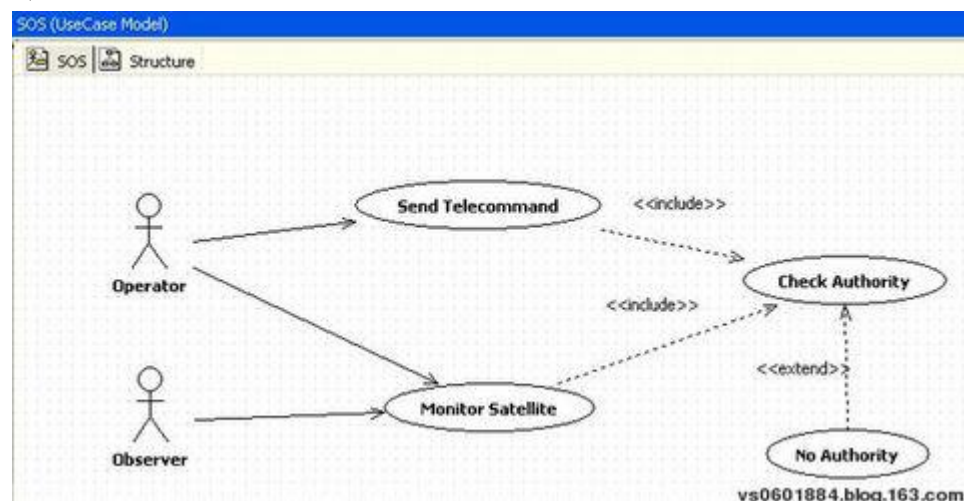 SOS (UseCase Model)
SOS Structure
Send Telecommand
<<include>>
Operator
Check Authority
<<include>>
<<extend>>
Monitor Satellite
Observer
No Authority
vs0601884.blog.163.com